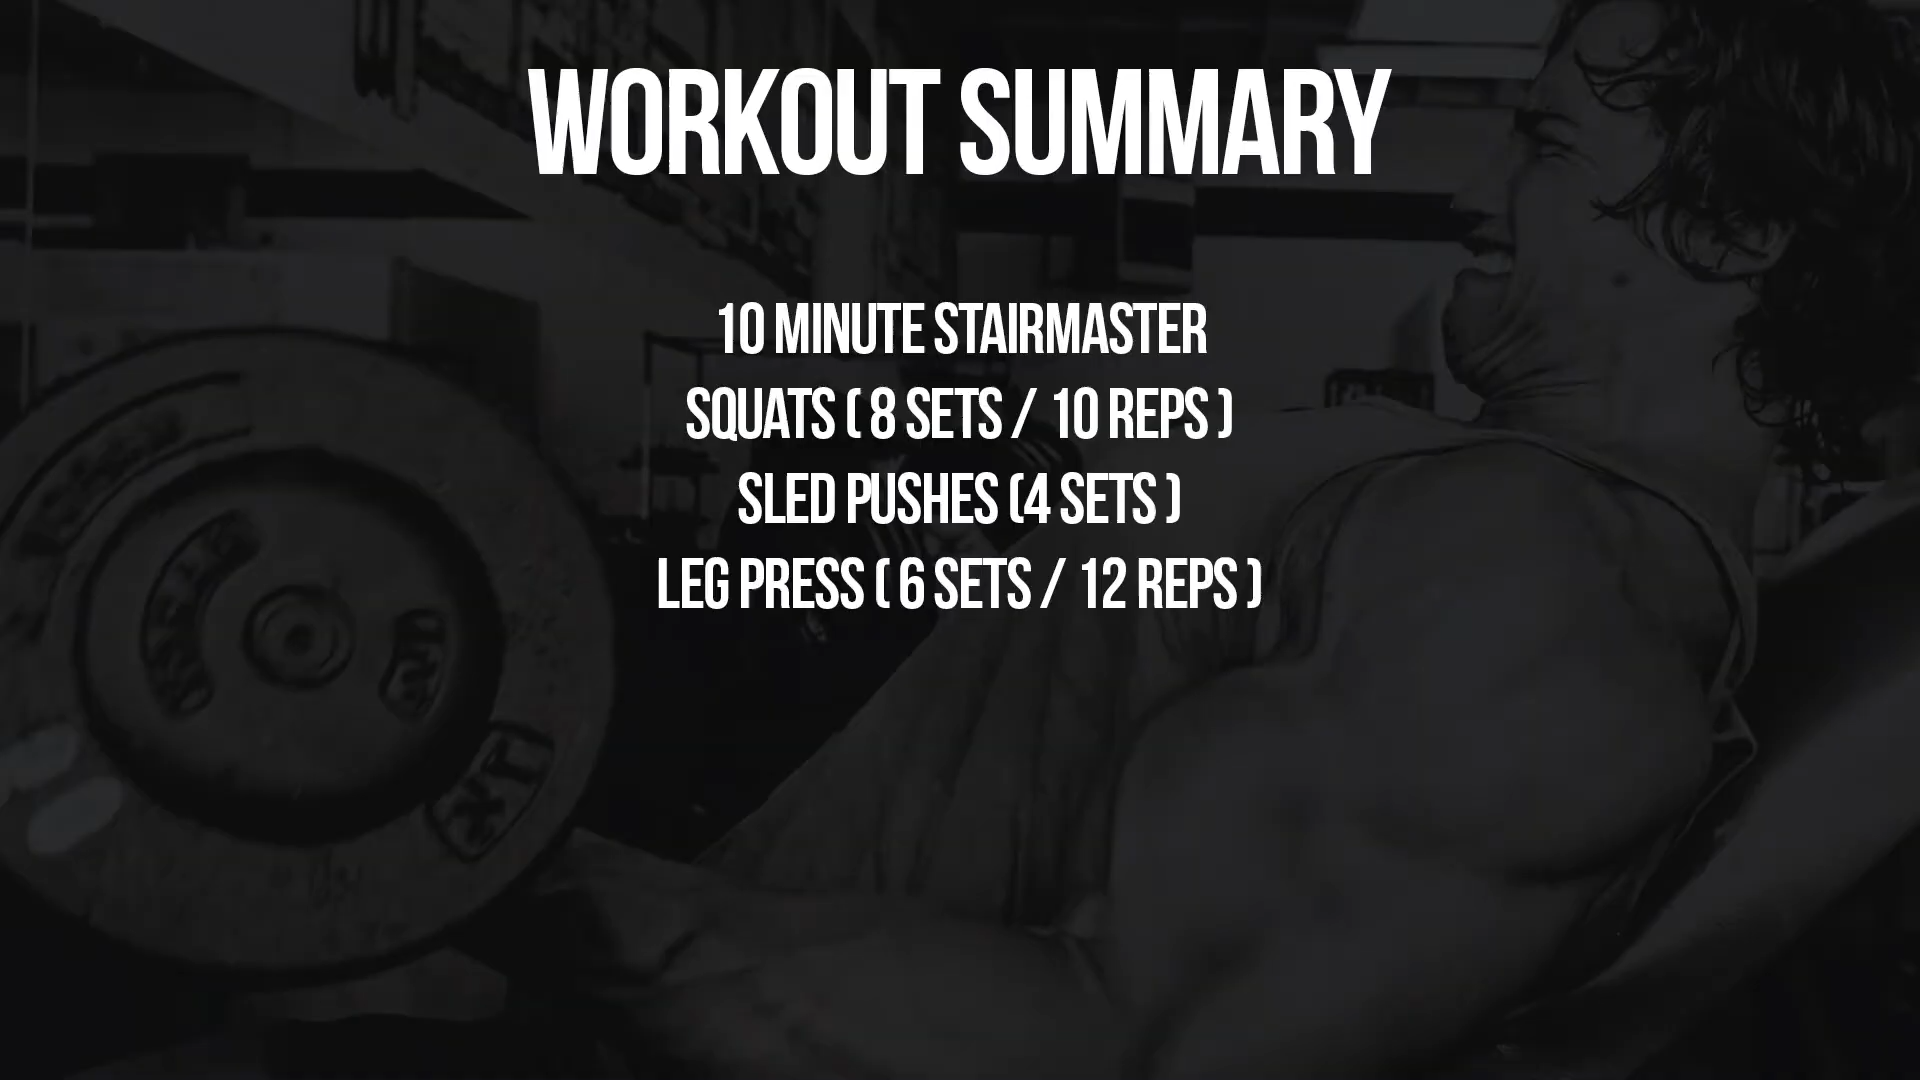 WORKOUT SUMMARY
10 MINUTE STAIRMASTER
SQUATS ( 8 SETS / 10 REPS )
SLED PUSHES (4 SETS )
LEG PRESS ( 6 SETS / 12 REPS )